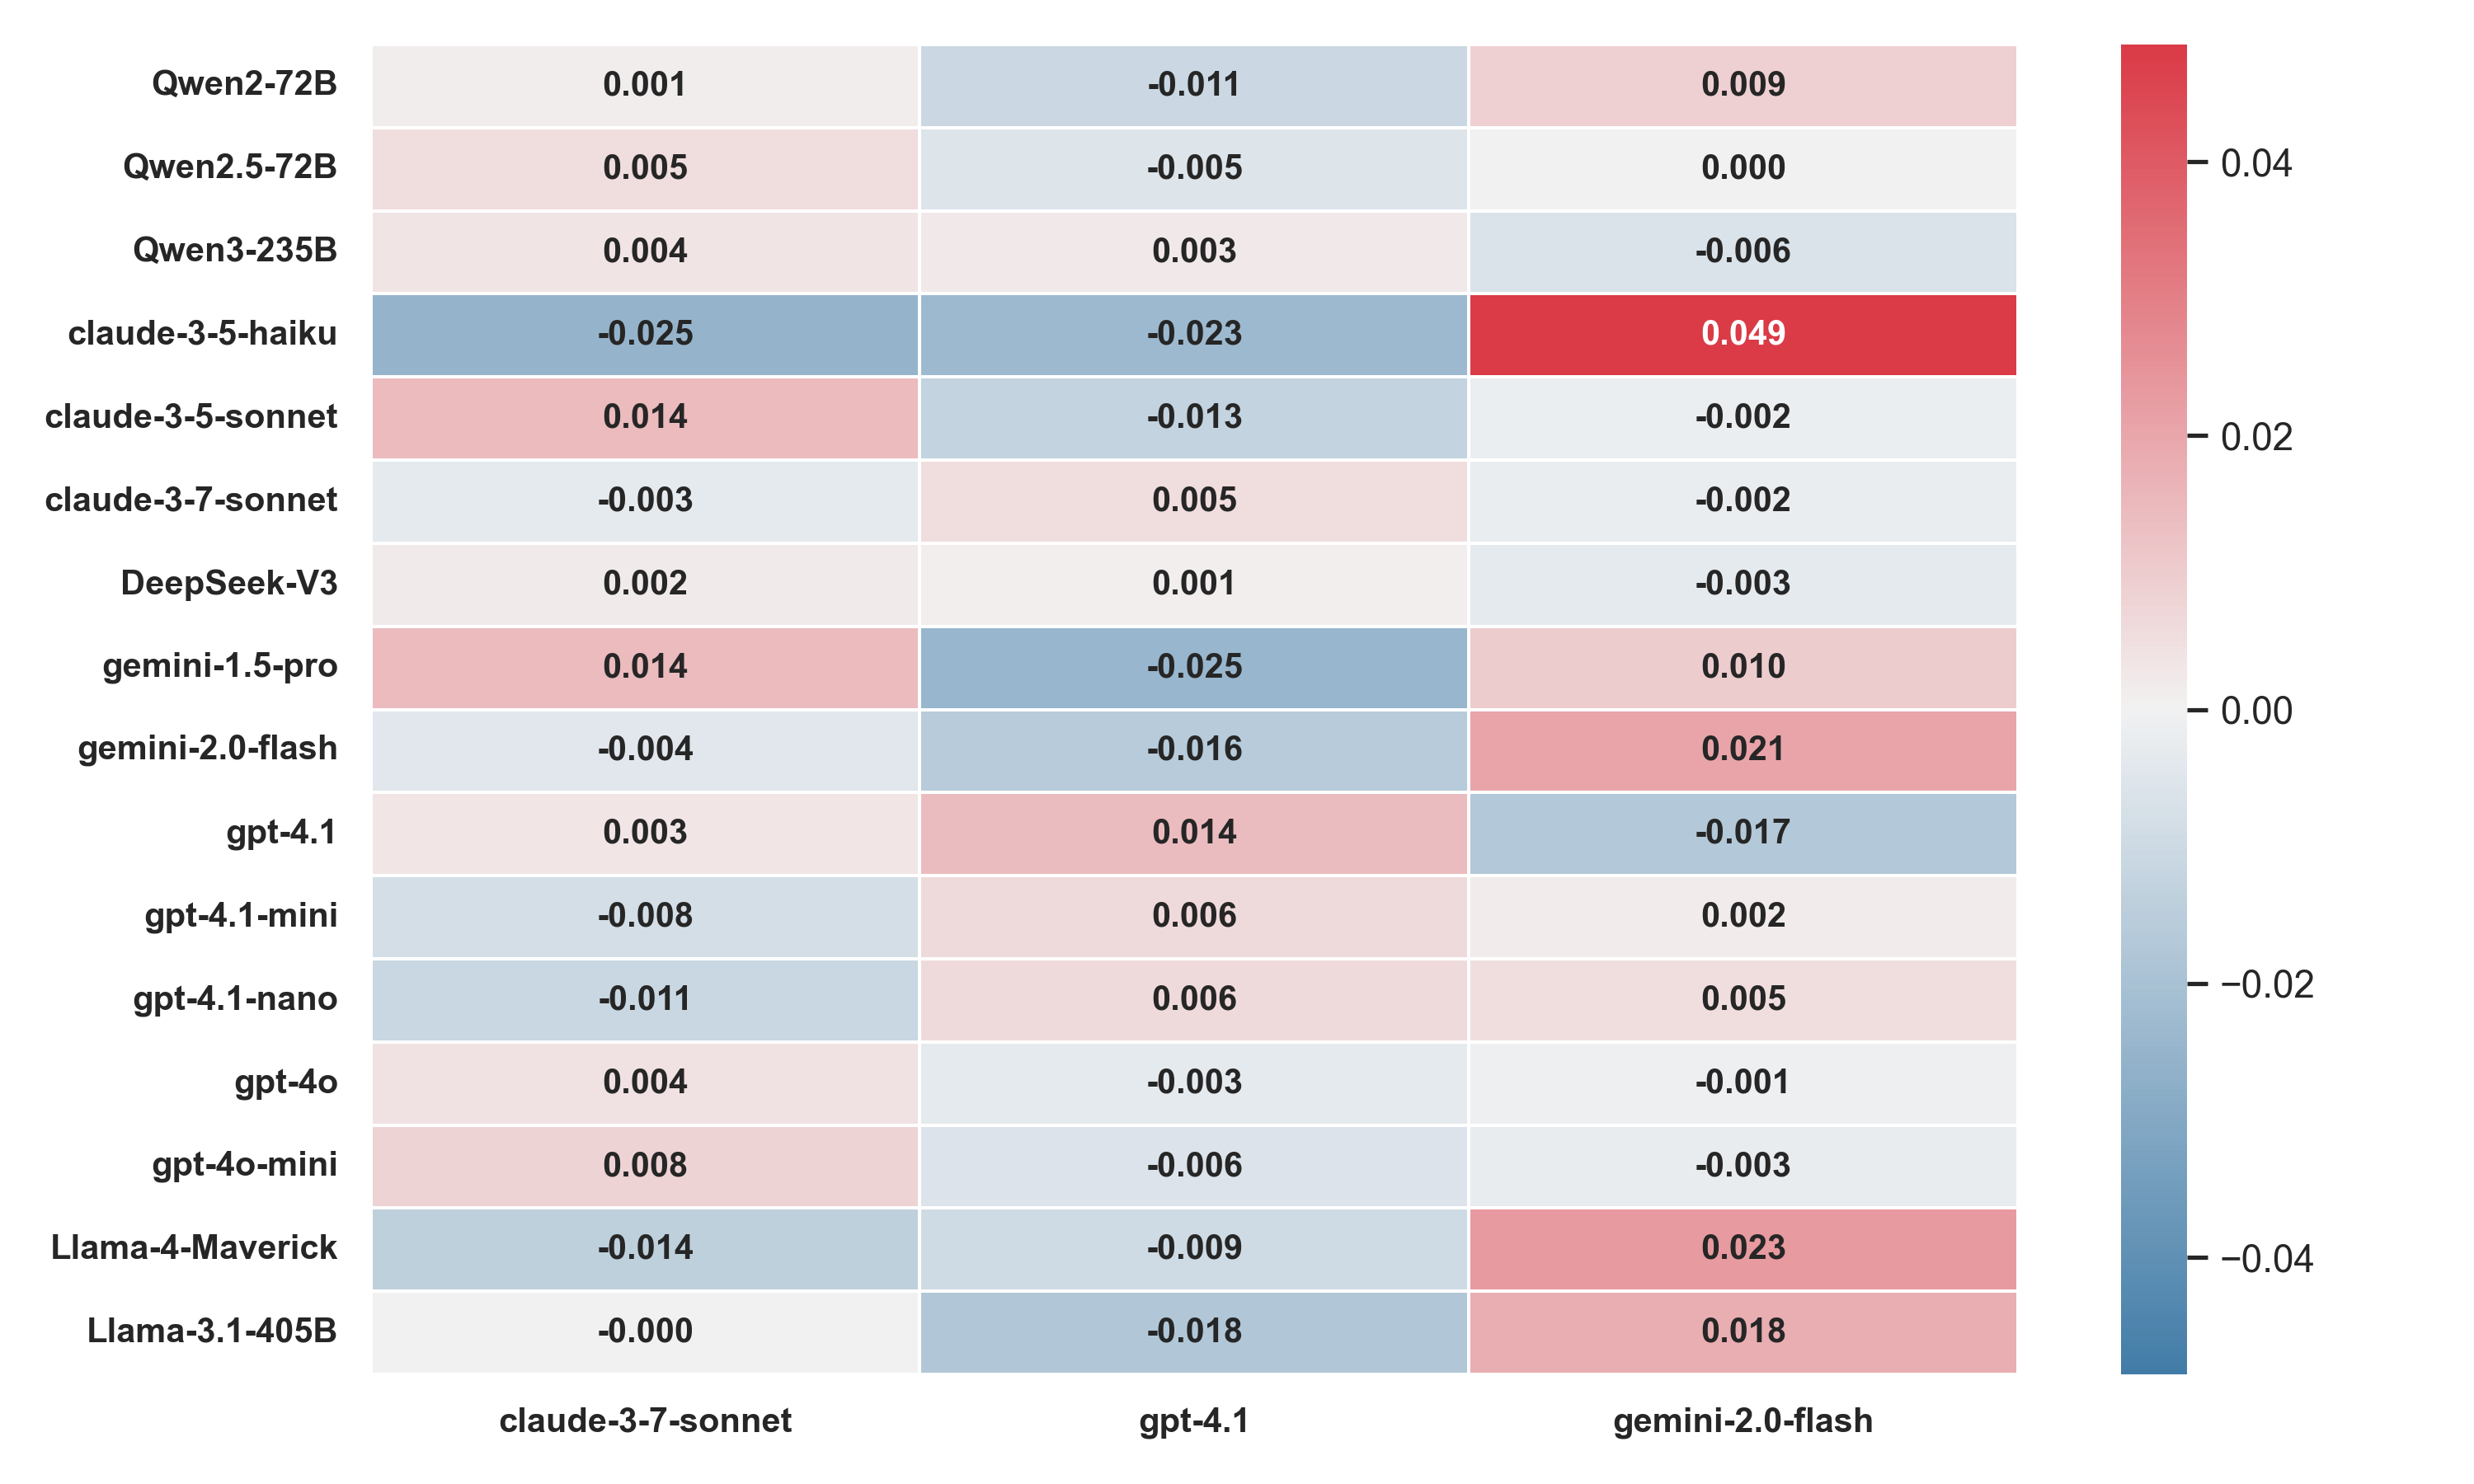 Qwen2-72B 0.001 -0.011 0.009
Qwen2.5-72B 0.005 -0.005 0.000
Qwen3-235B 0.004 0.003 -0.006
claude-3-5-haiku -0.025 -0.023 0.049
claude-3-5-sonnet 0.014 -0.013 -0.002
claude-3-7-sonnet -0.003 0.005 -0.002
DeepSeek-V3 0.002 0.001 -0.003
gemini-1.5-pro 0.014 -0.025 0.010
gemini-2.0-flash -0.004 -0.016 0.021
gpt-4.1 0.003 0.014 -0.017
gpt-4.1-mini -0.008 0.006 0.002
gpt-4.1-nano -0.011 0.006 0.005
gpt-4o 0.004 -0.003 -0.001
gpt-4o-mini 0.008 -0.006 -0.003
Llama-4-Maverick -0.014 -0.009 0.023
Llama-3.1-405B -0.000 -0.018 0.018
claude-3-7-sonnet gpt-4.1 gemini-2.0-flash
0.04
0.02
0.00
−0.02
−0.04